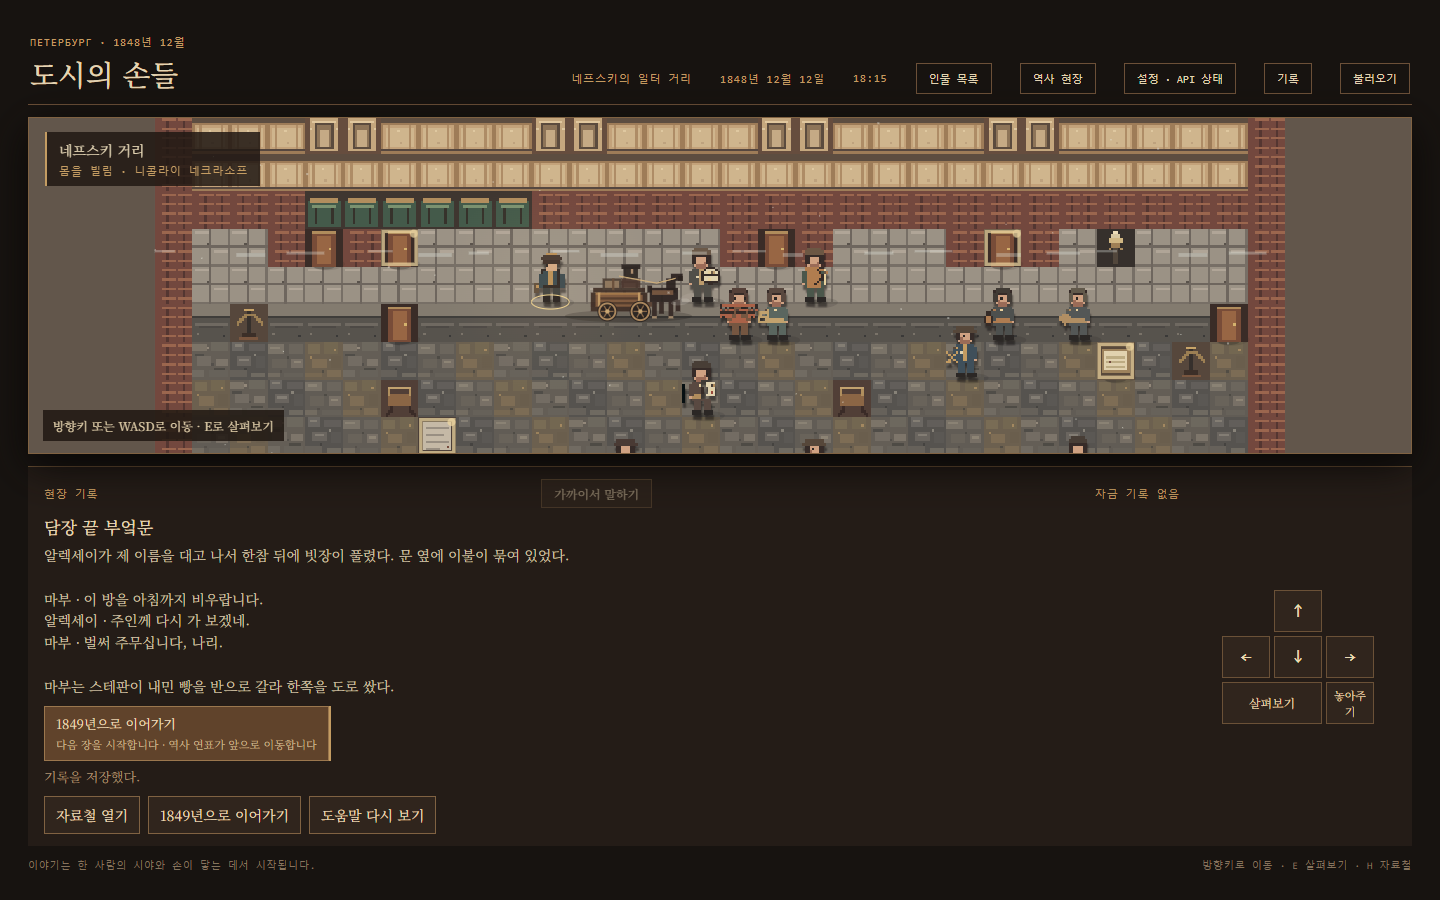 ПЕТЕРБУРГ · 1848년 12월
도시의 손들
네프스키의 일터 거리
1848년 12월 12일
18:15
인물 목록
역사 현장
설정 · API 상태
기록
불러오기
네프스키 거리
몸을 빌림 · 니콜라이 네크라소프
방향키 또는 WASD로 이동 · E로 살펴보기
현장 기록
가까이서 말하기
자금 기록 없음
담장 끝 부엌문
알렉세이가 제 이름을 대고 나서 한참 뒤에 빗장이 풀렸다. 문 옆에 이불이 묶여 있었다.
마부 · 이 방을 아침까지 비우랍니다.
알렉세이 · 주인께 다시 가 보겠네.
마부 · 벌써 주무십니다, 나리.
마부는 스테판이 내민 빵을 반으로 갈라 한쪽을 도로 쌌다.
1849년으로 이어가기
다음 장을 시작합니다 · 역사 연표가 앞으로 이동합니다
기록을 저장했다.
자료철 열기
1849년으로 이어가기
도움말 다시 보기
↑
← ↓ →
살펴보기
놓아주
기
이야기는 한 사람의 시야와 손이 닿는 데서 시작됩니다.
방향키로 이동 · E 살펴보기 · H 자료철